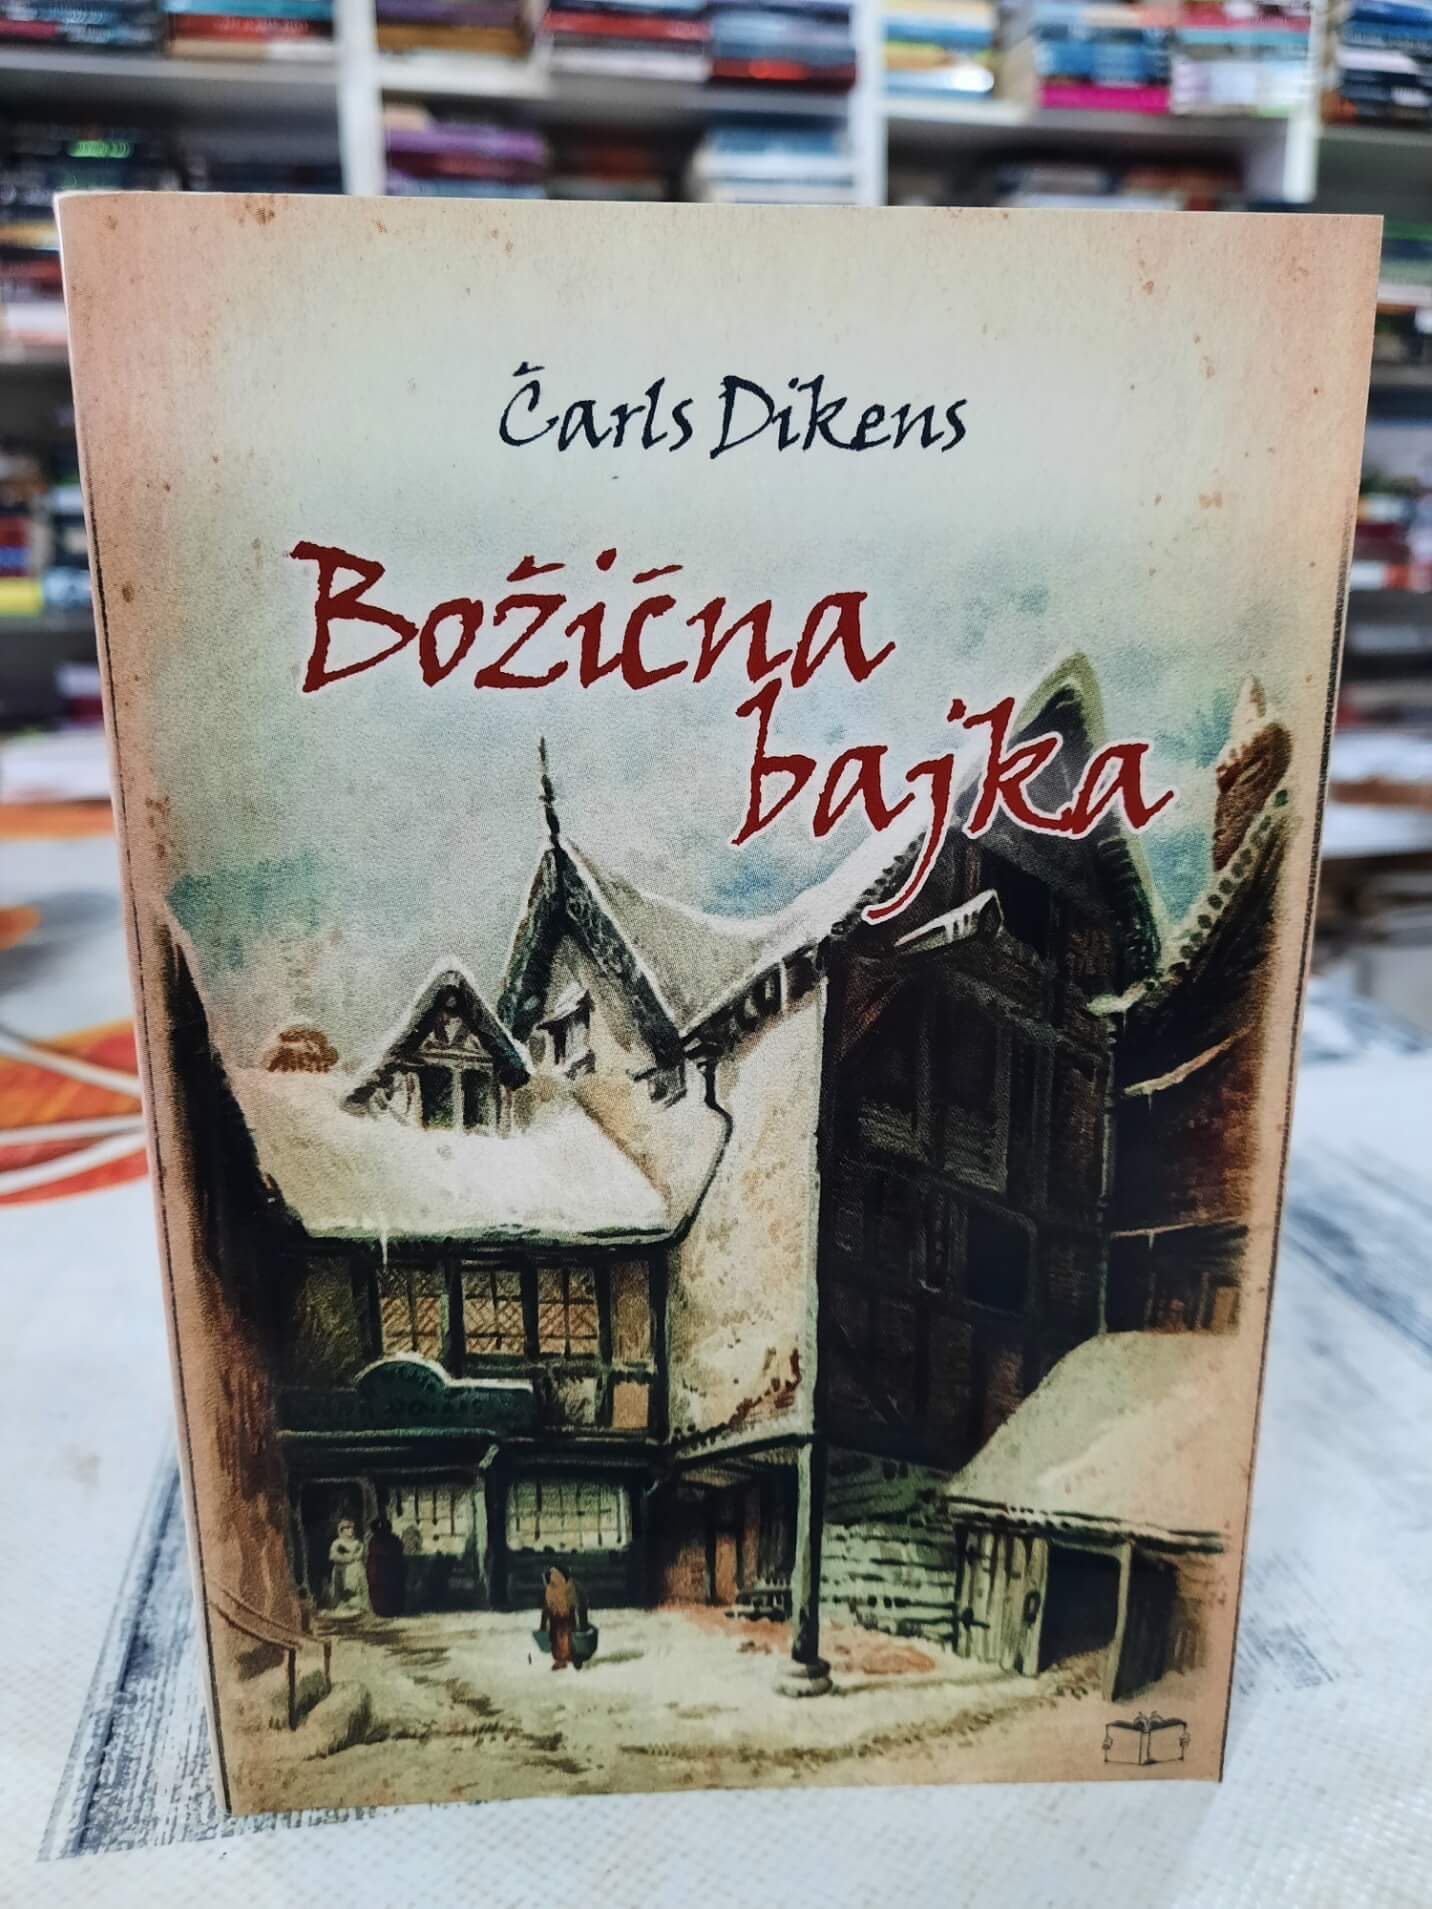 Čarls Dikens
Božićna
bajka